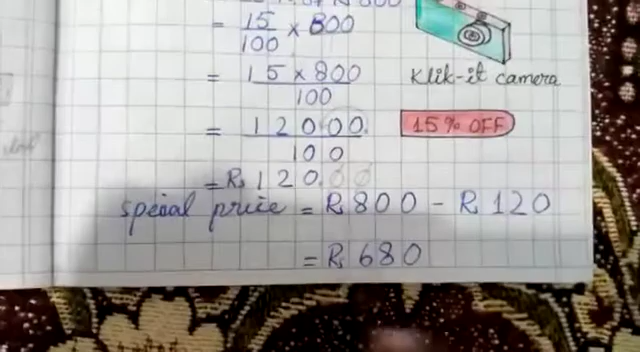 = 15/100 × 800
= 15 × 800 / 100
Klik-it camera
= 12000 / 100
15% OFF
= R 120.00
special price = R 800 - R 120
= R 680